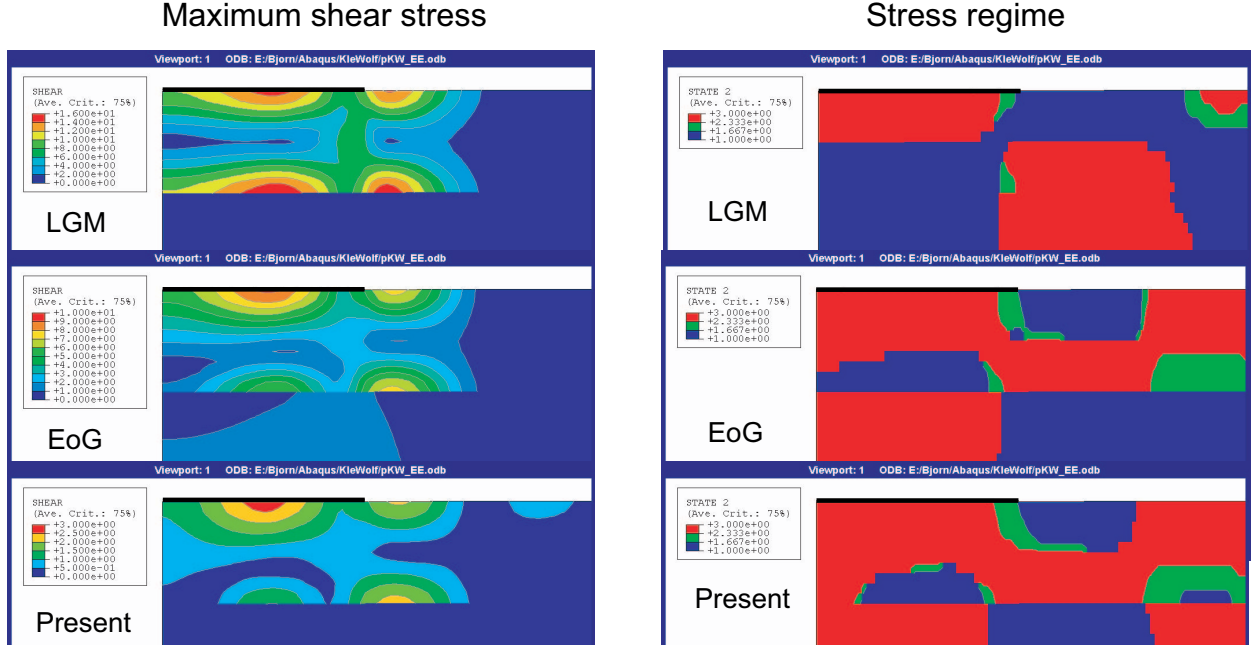 Maximum shear stress
Stress regime
Viewport: 1 ODB: E:/Bjorn/Abaqus/KleWolf/pKW_EE.odb
SHEAR
(Ave. Crit.: 75%)
+1.600e+01
+1.400e+01
+1.200e+01
+1.000e+01
+8.000e+00
+6.000e+00
+4.000e+00
+2.000e+00
+0.000e+00
LGM
Viewport: 1 ODB: E:/Bjorn/Abaqus/KleWolf/pKW_EE.odb
STATE 2
(Ave. Crit.: 75%)
+3.000e+00
+2.333e+00
+1.667e+00
+1.000e+00
LGM
Viewport: 1 ODB: E:/Bjorn/Abaqus/KleWolf/pKW_EE.odb
SHEAR
(Ave. Crit.: 75%)
+1.000e+01
+9.000e+00
+8.000e+00
+7.000e+00
+6.000e+00
+5.000e+00
+4.000e+00
+3.000e+00
+2.000e+00
+1.000e+00
+0.000e+00
EoG
Viewport: 1 ODB: E:/Bjorn/Abaqus/KleWolf/pKW_EE.odb
STATE 2
(Ave. Crit.: 75%)
+3.000e+00
+2.333e+00
+1.667e+00
+1.000e+00
EoG
Viewport: 1 ODB: E:/Bjorn/Abaqus/KleWolf/pKW_EE.odb
SHEAR
(Ave. Crit.: 75%)
+3.000e+00
+2.500e+00
+2.000e+00
+1.500e+00
+1.000e+00
+5.000e-01
+0.000e+00
Present
Viewport: 1 ODB: E:/Bjorn/Abaqus/KleWolf/pKW_EE.odb
STATE 2
(Ave. Crit.: 75%)
+3.000e+00
+2.333e+00
+1.667e+00
+1.000e+00
Present